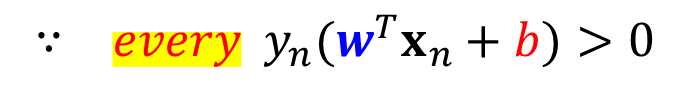 ∵ every yₙ(𝒘ᵀ𝐱ₙ + b) > 0